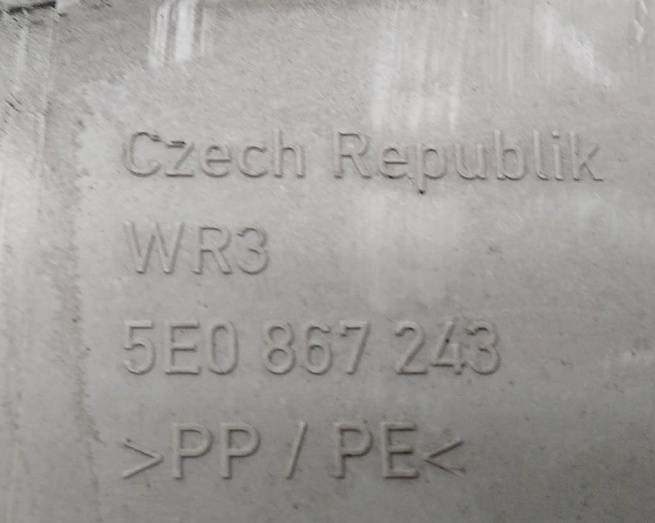 Czech Republik
WR3
5E0 867 243
>PP / PE<